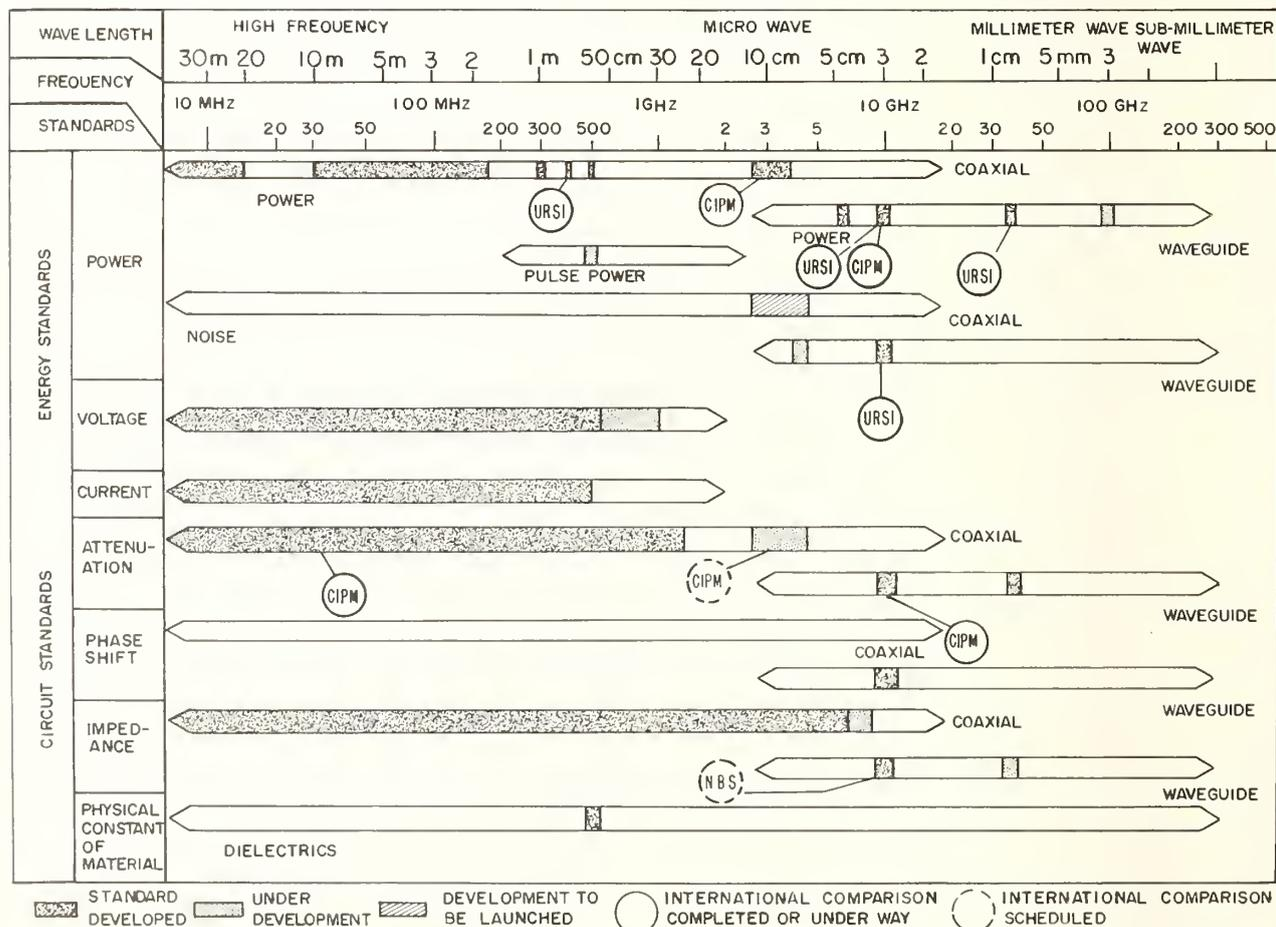 WAVE LENGTH
HIGH FREQUENCY
MICRO WAVE
MILLIMETER WAVE SUB-MILLIMETER
WAVE
30m 20 10m 5m 3 2 1m 50cm 30 20 10cm 5cm 3 2 1cm 5mm 3
FREQUENCY
10 MHz 100 MHz 1GHz 10 GHz 100 GHz
STANDARDS
20 30 50 200 300 500 2 3 5 20 30 50 200 300 500
ENERGY STANDARDS
POWER
POWER
URSI
CIPM
COAXIAL
POWER
URSI
CIPM
URSI
WAVEGUIDE
PULSE POWER
NOISE
COAXIAL
WAVEGUIDE
URSI
VOLTAGE
CIRCUIT STANDARDS
CURRENT
ATTENU-
ATION
CIPM
CIPM
COAXIAL
WAVEGUIDE
CIPM
PHASE
SHIFT
COAXIAL
WAVEGUIDE
IMPED-
ANCE
COAXIAL
NBS
WAVEGUIDE
PHYSICAL
CONSTANT
OF
MATERIAL
DIELECTRICS
STANDARD
DEVELOPED
UNDER
DEVELOPMENT
DEVELOPMENT TO
BE LAUNCHED
INTERNATIONAL COMPARISON
COMPLETED OR UNDER WAY
INTERNATIONAL COMPARISON
SCHEDULED